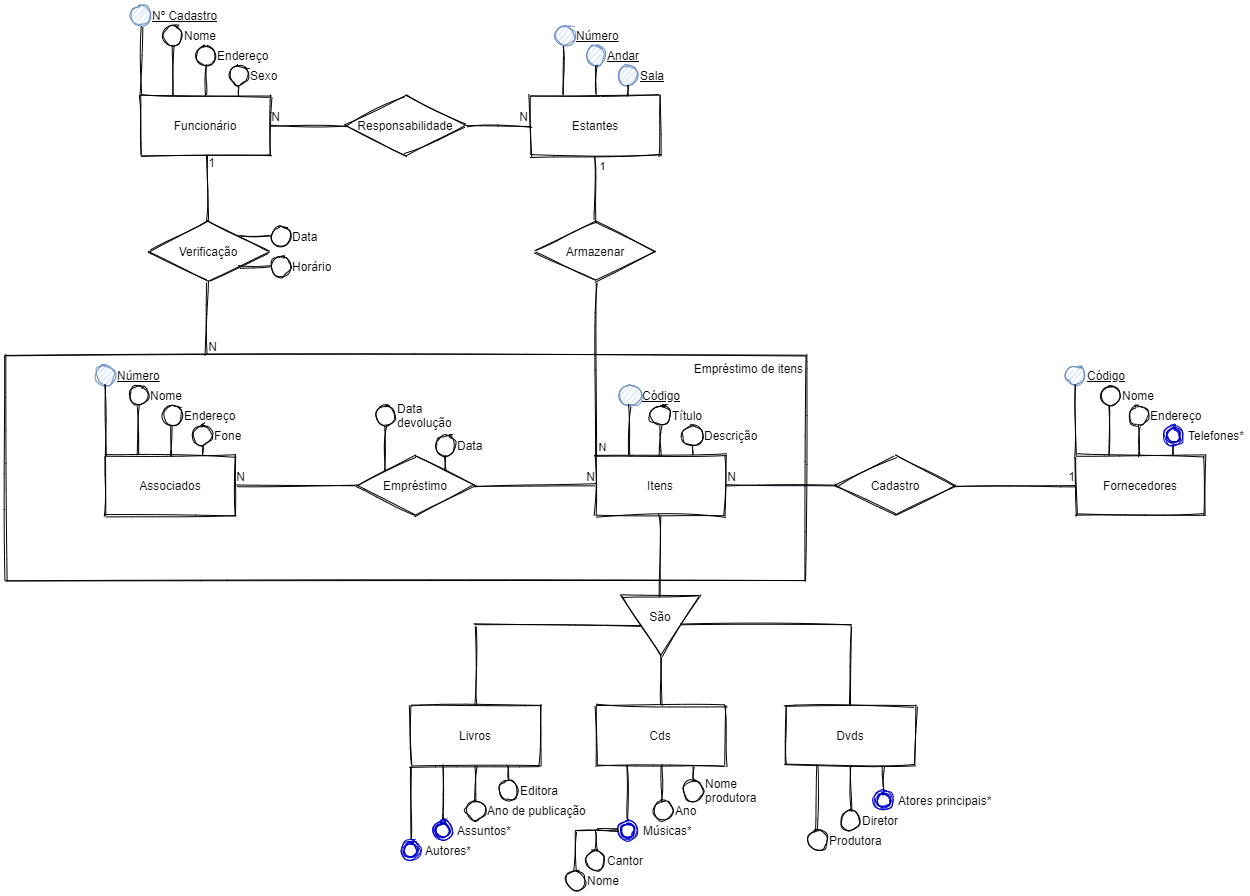 Nº Cadastro
Nome
Endereço
Sexo
Número
Andar
Sala
Funcionário
N
Responsabilidade
N
Estantes
1
1
Verificação
Data
Horário
Armazenar
N
Empréstimo de itens
Número
Nome
Endereço
Fone
Data
devolução
Data
Código
Título
Descrição
Código
Nome
Endereço
Telefones*
N
Associados
N
Empréstimo
N
Itens
N
Cadastro
1
Fornecedores
São
Livros
Cds
Dvds
Editora
Ano de publicação
Assuntos*
Autores*
Nome
produtora
Ano
Músicas*
Cantor
Nome
Atores principais*
Diretor
Produtora